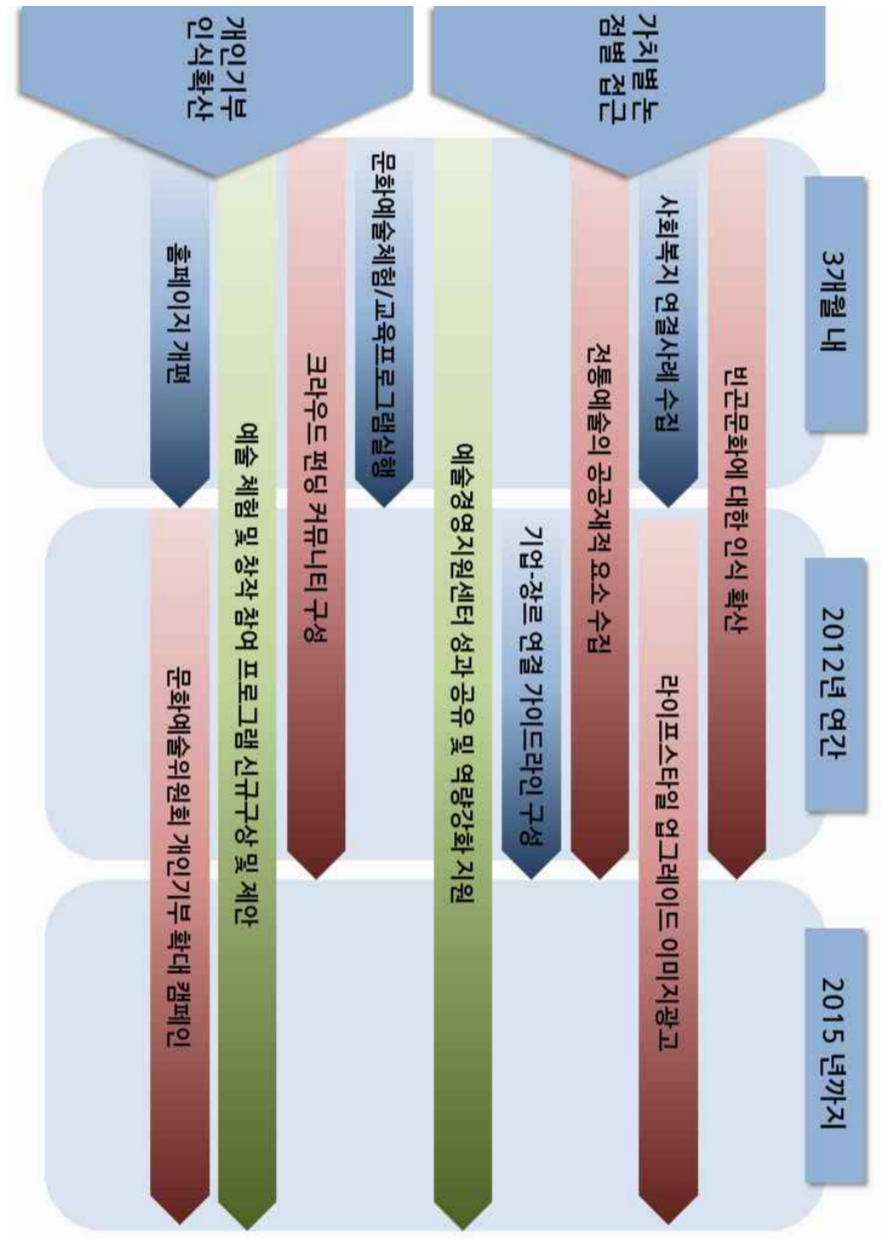 3개월 내
2012년 연간
2015 년까지
가치별 논
점별 접근
빈곤문화에 대한 인식 확산
사회복지 연결사례 수집
라이프스타일 업그레이드 이미지광고
전통예술의 공공재적 요소 수집
기업-장르 연결 가이드라인 구성
예술경영지원센터 성과 공유 및 역량강화 지원
개인기부
인식확산
문화예술체험/교육프로그램실행
크라우드 펀딩 커뮤니티 구성
예술 체험 및 창작 참여 프로그램 신규구상 및 제안
홈페이지 개편
문화예술위원회 개인기부 확대 캠페인